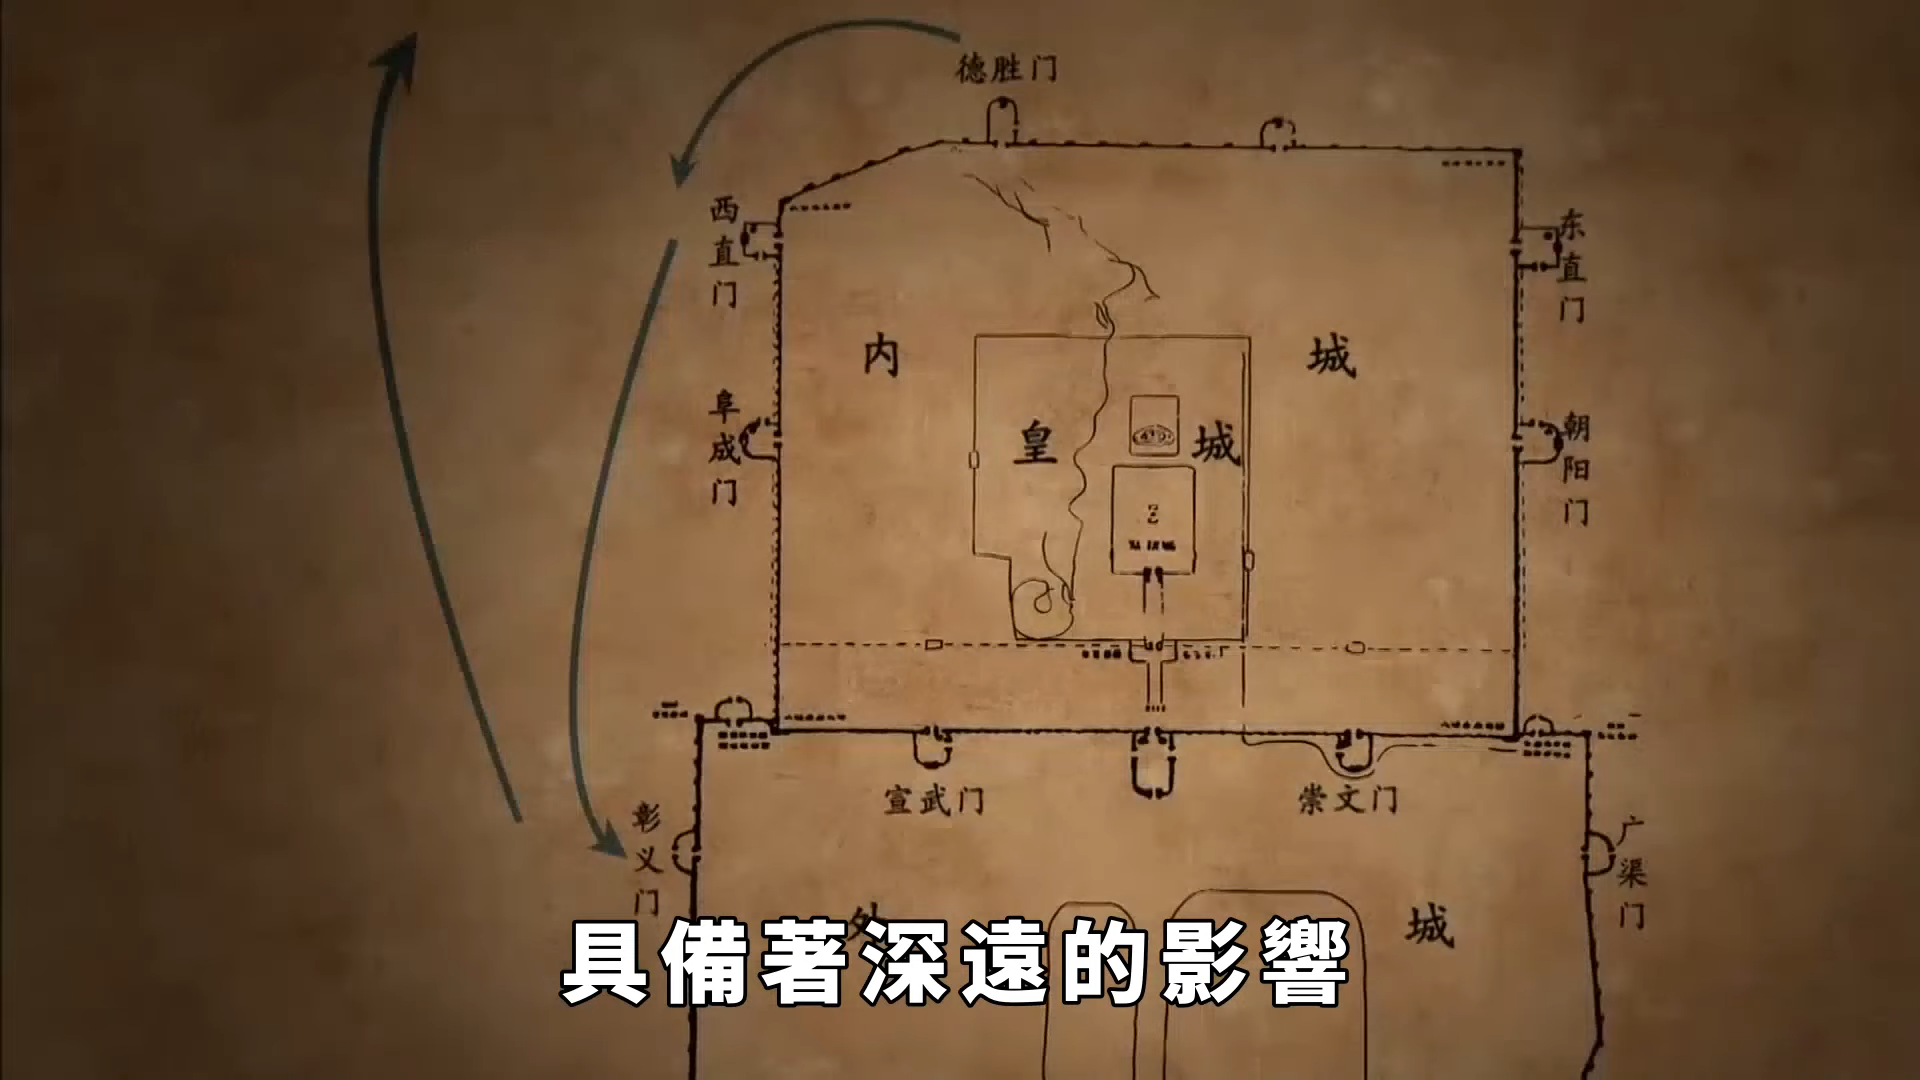 德胜门
西直门
东直门
内城
阜成门
皇城
朝阳门
宣武门
崇文门
彰义门
广渠门
外城
具備著深遠的影響